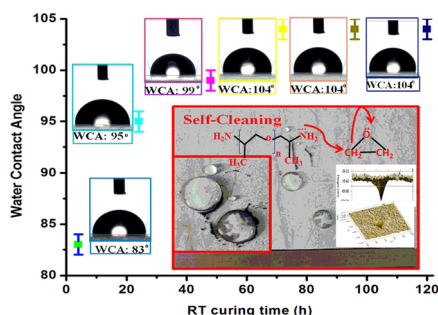 105
100
95
90
85
80
Water Contact Angle
WCA: 99°
WCA: 104°
WCA: 104°
WCA: 104°
WCA: 95°
WCA: 83°
Self-Cleaning
H₂N
O
n
NH₂
H₃C
CH₃
O
CH₂
CH₂
0 20 40 60 80 100 120
RT curing time (h)